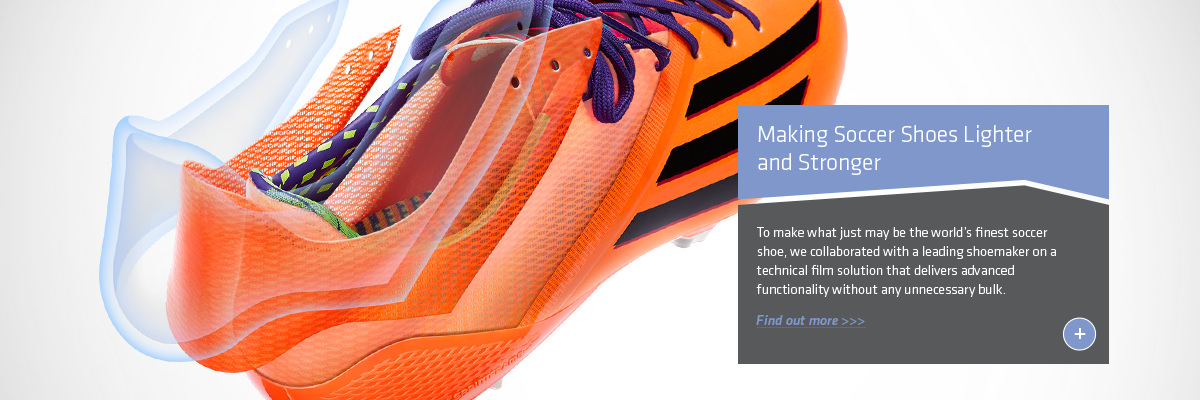 Making Soccer Shoes Lighter
and Stronger
To make what just may be the world's finest soccer
shoe, we collaborated with a leading shoemaker on a
technical film solution that delivers advanced
functionality without any unnecessary bulk.
Find out more >>>
+